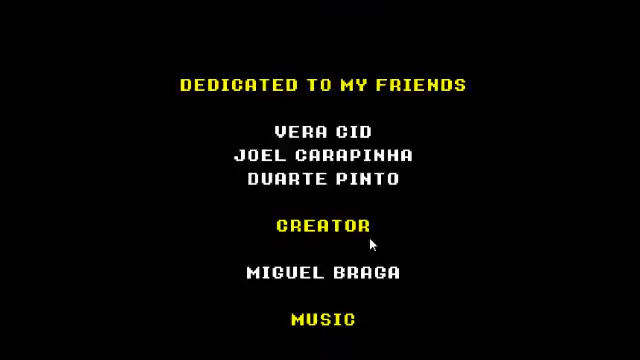 DEDICATED TO MY FRIENDS
VERA CID
JOEL CARAPINHA
DUARTE PINTO
CREATOR
MIGUEL BRAGA
MUSIC